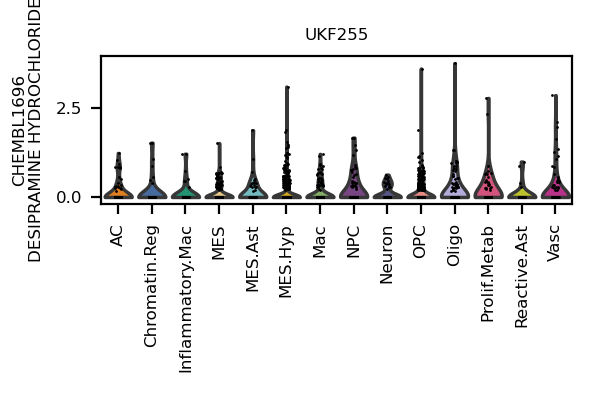 UKF255
CHEMBL1696
DESIPRAMINE HYDROCHLORIDE
2.5
0.0
AC
Chromatin.Reg
Inflammatory.Mac
MES
MES.Ast
MES.Hyp
Mac
NPC
Neuron
OPC
Oligo
Prolif.Metab
Reactive.Ast
Vasc